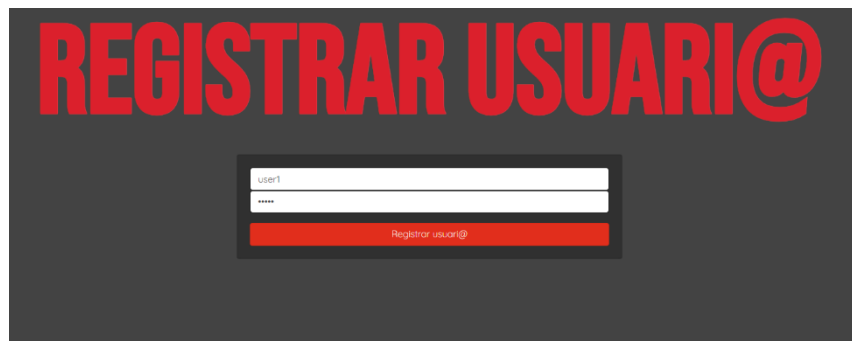 REGISTRAR USUARI@
user1
•••••
Registrar usuari@